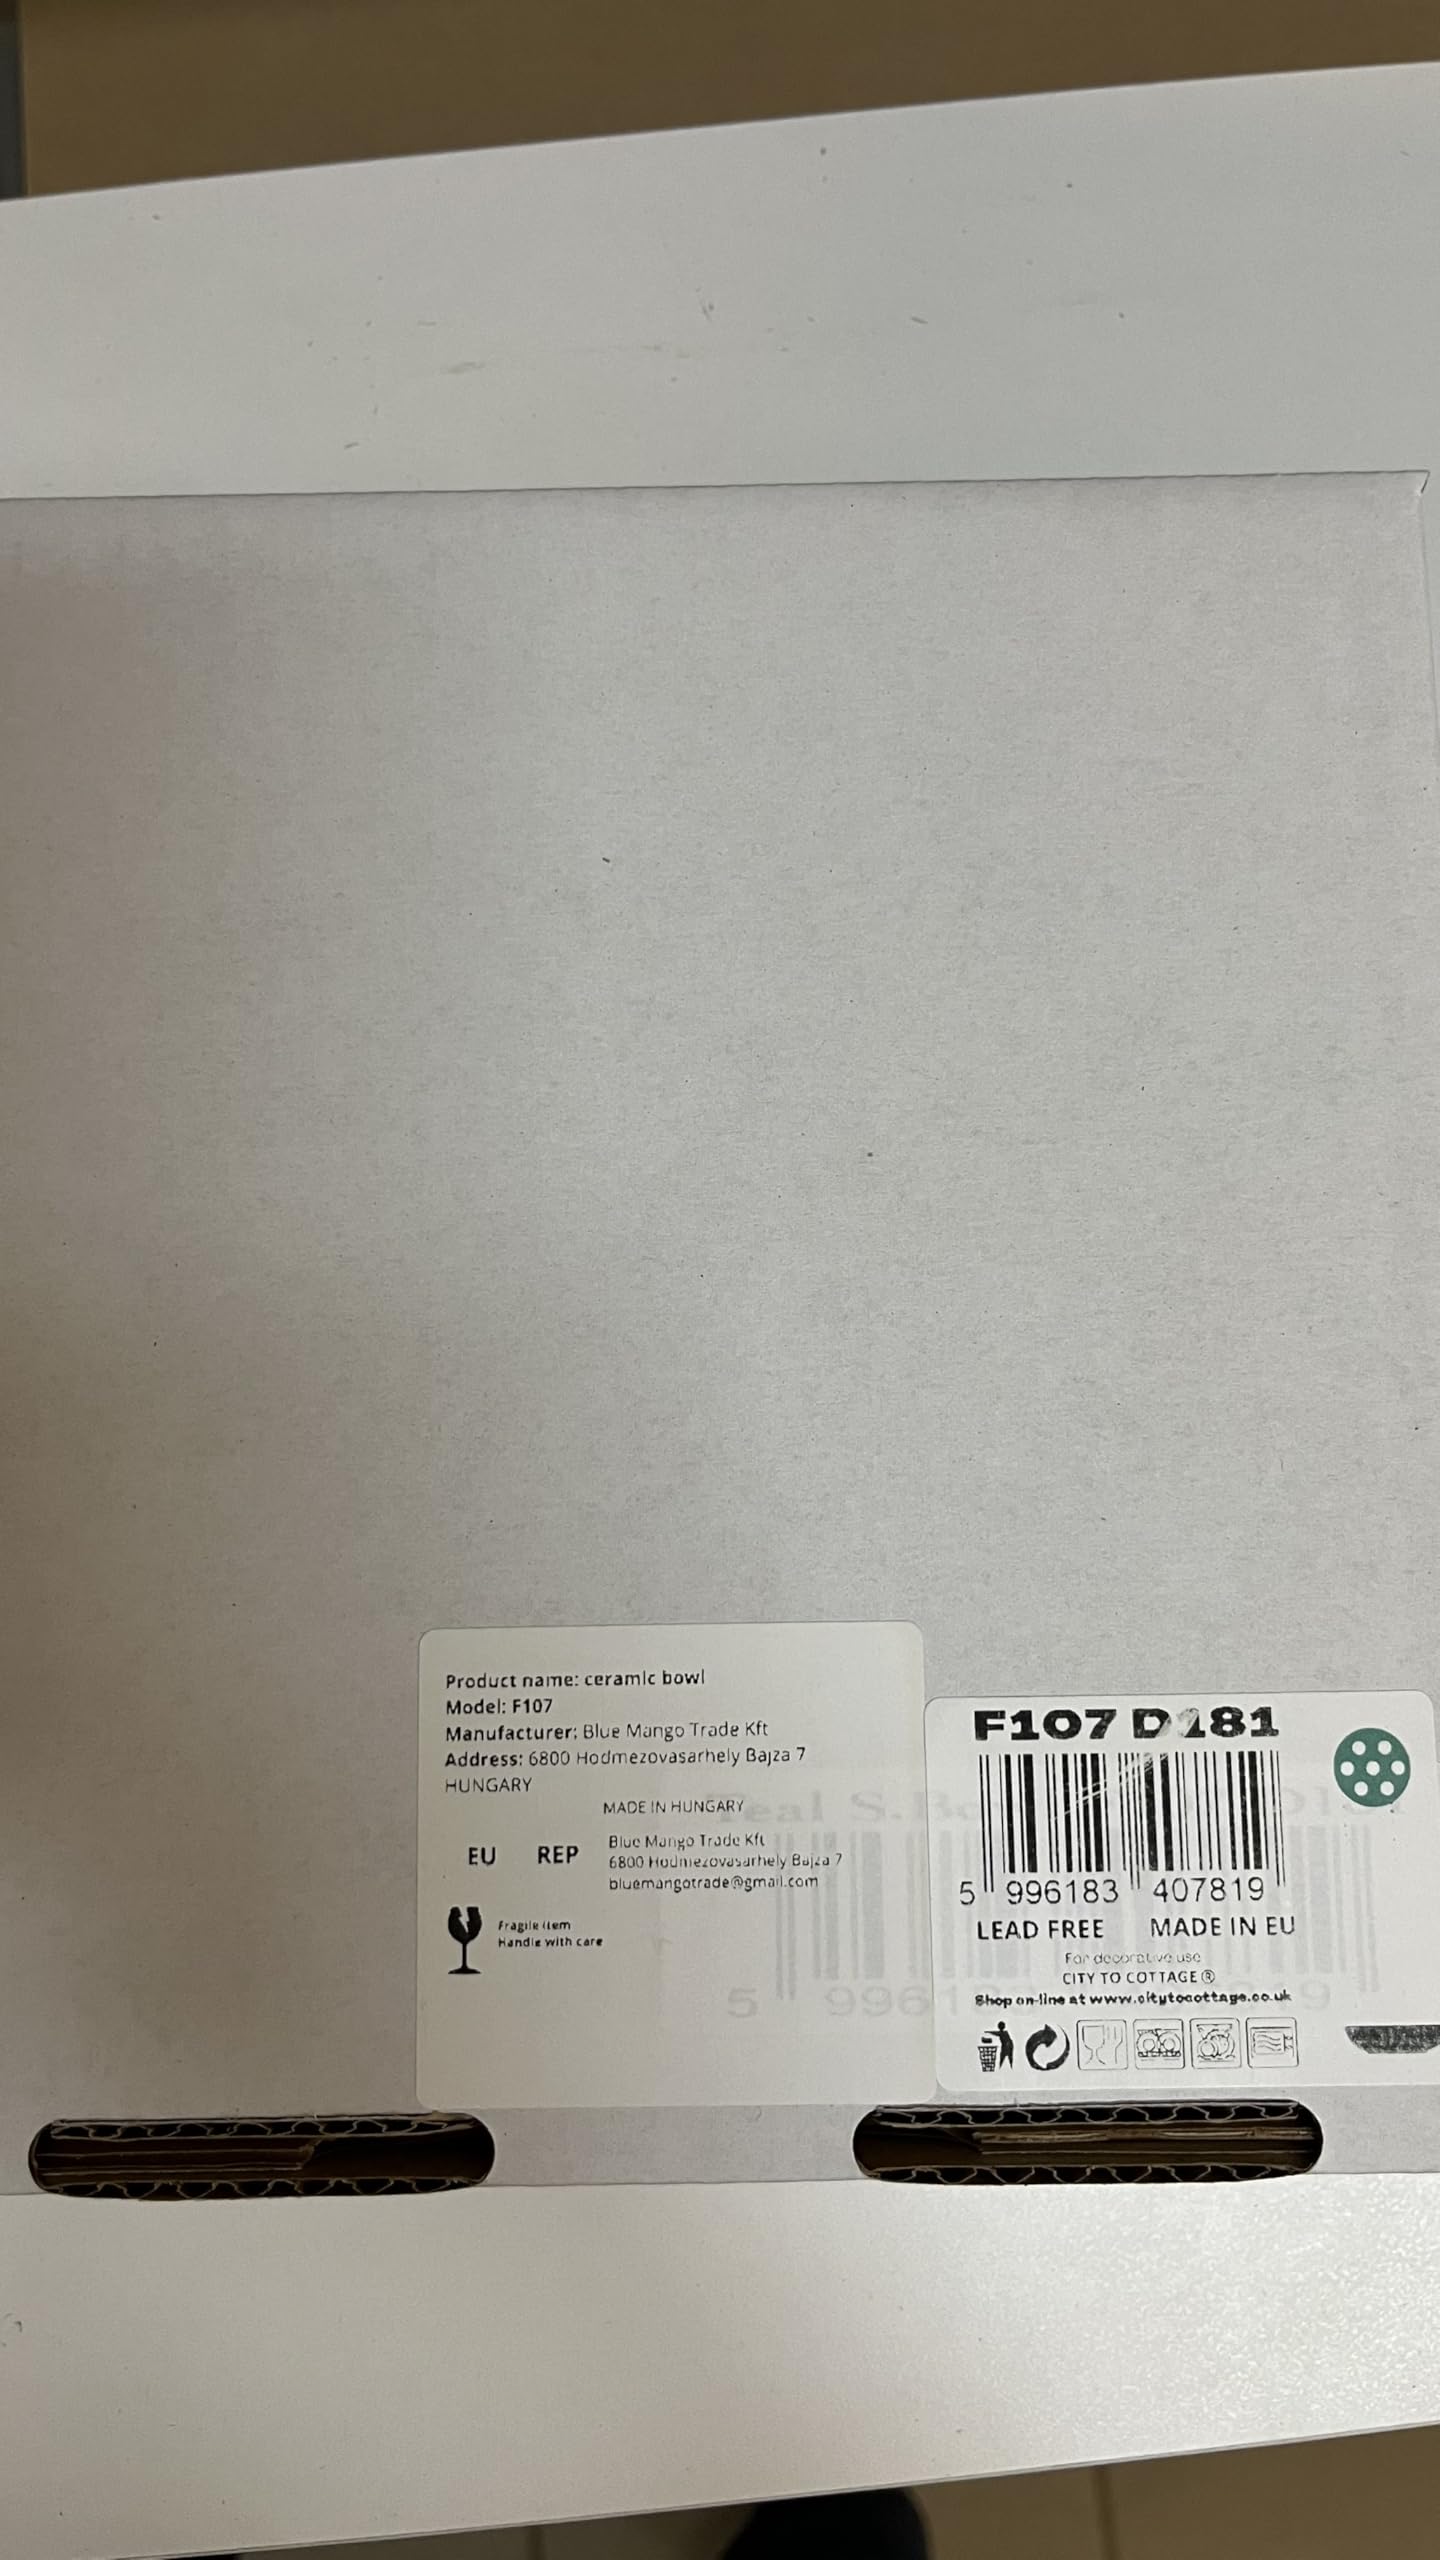 Product name: ceramic bowl
Model: F107
Manufacturer: Blue Mango Trade Kft
Address: 6800 Hodmezovasarhely Bajza 7
HUNGARY
MADE IN HUNGARY
EU REP
Blue Mango Trade Kft
6800 Hodmezovasarhely Bajza 7
bluemangotrade@gmail.com
Fragile item
Handle with care
F107 D181
5 996183 407819
LEAD FREE MADE IN EU
For decorative use
CITY TO COTTAGE®
Shop on-line at www.citytocottage.co.uk